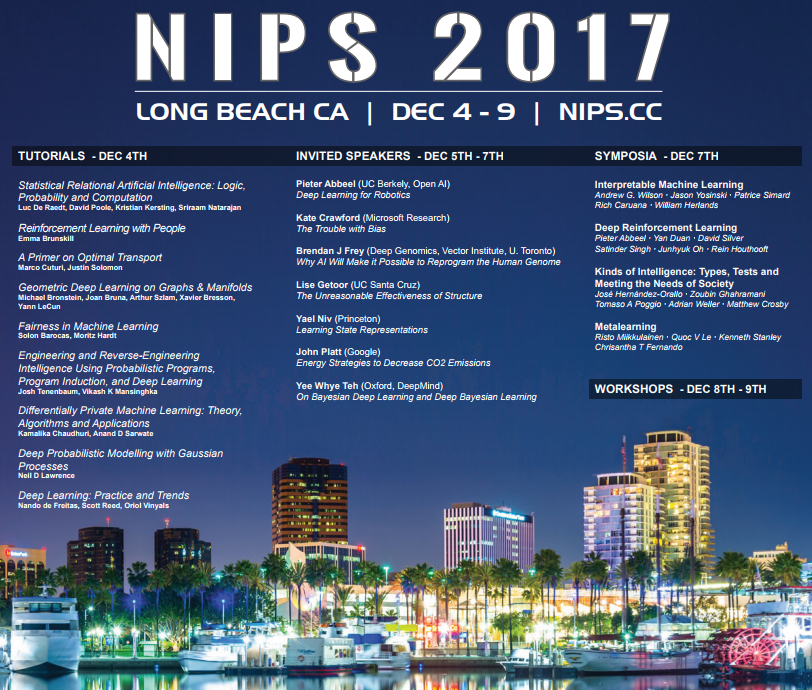 NIPS 2017
LONG BEACH CA | DEC 4 - 9 | NIPS.CC
TUTORIALS - DEC 4TH
Statistical Relational Artificial Intelligence: Logic,
Probability and Computation
Luc De Raedt, David Poole, Kristian Kersting, Sriraam Natarajan
Reinforcement Learning with People
Emma Brunskill
A Primer on Optimal Transport
Marco Cuturi, Justin Solomon
Geometric Deep Learning on Graphs & Manifolds
Michael Bronstein, Joan Bruna, Arthur Szlam, Xavier Bresson,
Yann LeCun
Fairness in Machine Learning
Solon Barocas, Moritz Hardt
Engineering and Reverse-Engineering
Intelligence Using Probabilistic Programs,
Program Induction, and Deep Learning
Josh Tenenbaum, Vikash K Mansinghka
Differentially Private Machine Learning: Theory,
Algorithms and Applications
Kamalika Chaudhuri, Anand D Sarwate
Deep Probabilistic Modelling with Gaussian
Processes
Neil D Lawrence
Deep Learning: Practice and Trends
Nando de Freitas, Scott Reed, Oriol Vinyals
INVITED SPEAKERS - DEC 5TH - 7TH
Pieter Abbeel (UC Berkely, Open AI)
Deep Learning for Robotics
Kate Crawford (Microsoft Research)
The Trouble with Bias
Brendan J Frey (Deep Genomics, Vector Institute, U. Toronto)
Why AI Will Make it Possible to Reprogram the Human Genome
Lise Getoor (UC Santa Cruz)
The Unreasonable Effectiveness of Structure
Yael Niv (Princeton)
Learning State Representations
John Platt (Google)
Energy Strategies to Decrease CO2 Emissions
Yee Whye Teh (Oxford, DeepMind)
On Bayesian Deep Learning and Deep Bayesian Learning
SYMPOSIA - DEC 7TH
Interpretable Machine Learning
Andrew G. Wilson · Jason Yosinski · Patrice Simard
Rich Caruana · William Herlands
Deep Reinforcement Learning
Pieter Abbeel · Yan Duan · David Silver
Satinder Singh · Junhyuk Oh · Rein Houthooft
Kinds of Intelligence: Types, Tests and
Meeting the Needs of Society
José Hernández-Orallo · Zoubin Ghahramani
Tomaso A Poggio · Adrian Weller · Matthew Crosby
Metalearning
Risto Miikkulainen · Quoc V Le · Kenneth Stanley
Chrisantha T Fernando
WORKSHOPS - DEC 8TH - 9TH